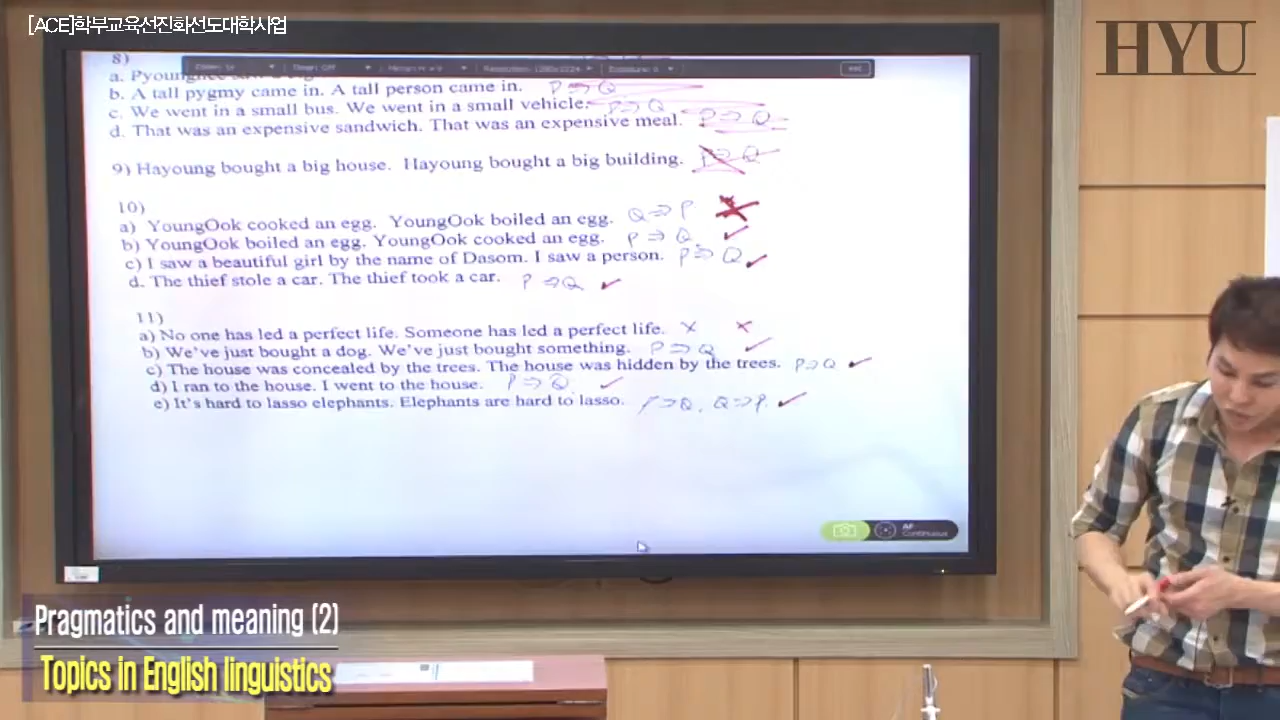 [ACE]학부교육선진화선도대학사업
HYU
8)
a. Pyounghee saw a
b. A tall pygmy came in. A tall person came in. P ⇒ Q
c. We went in a small bus. We went in a small vehicle. P ⇒ Q
d. That was an expensive sandwich. That was an expensive meal. P ⇒ Q
9) Hayoung bought a big house. Hayoung bought a big building. P ⇒ Q
10)
a) YoungOok cooked an egg. YoungOok boiled an egg. Q ⇒ P ✗
b) YoungOok boiled an egg. YoungOok cooked an egg. P ⇒ Q ✓
c) I saw a beautiful girl by the name of Dasom. I saw a person. P ⇒ Q ✓
d. The thief stole a car. The thief took a car. P ⇒ Q ✓
11)
a) No one has led a perfect life. Someone has led a perfect life. × ×
b) We've just bought a dog. We've just bought something. P ⇒ Q ✓
c) The house was concealed by the trees. The house was hidden by the trees. P ⇒ Q ✓
d) I ran to the house. I went to the house. P ⇒ Q ✓
e) It's hard to lasso elephants. Elephants are hard to lasso. P ⇒ Q, Q ⇒ P. ✓
AF
Continuous
Pragmatics and meaning (2)
Topics in English linguistics